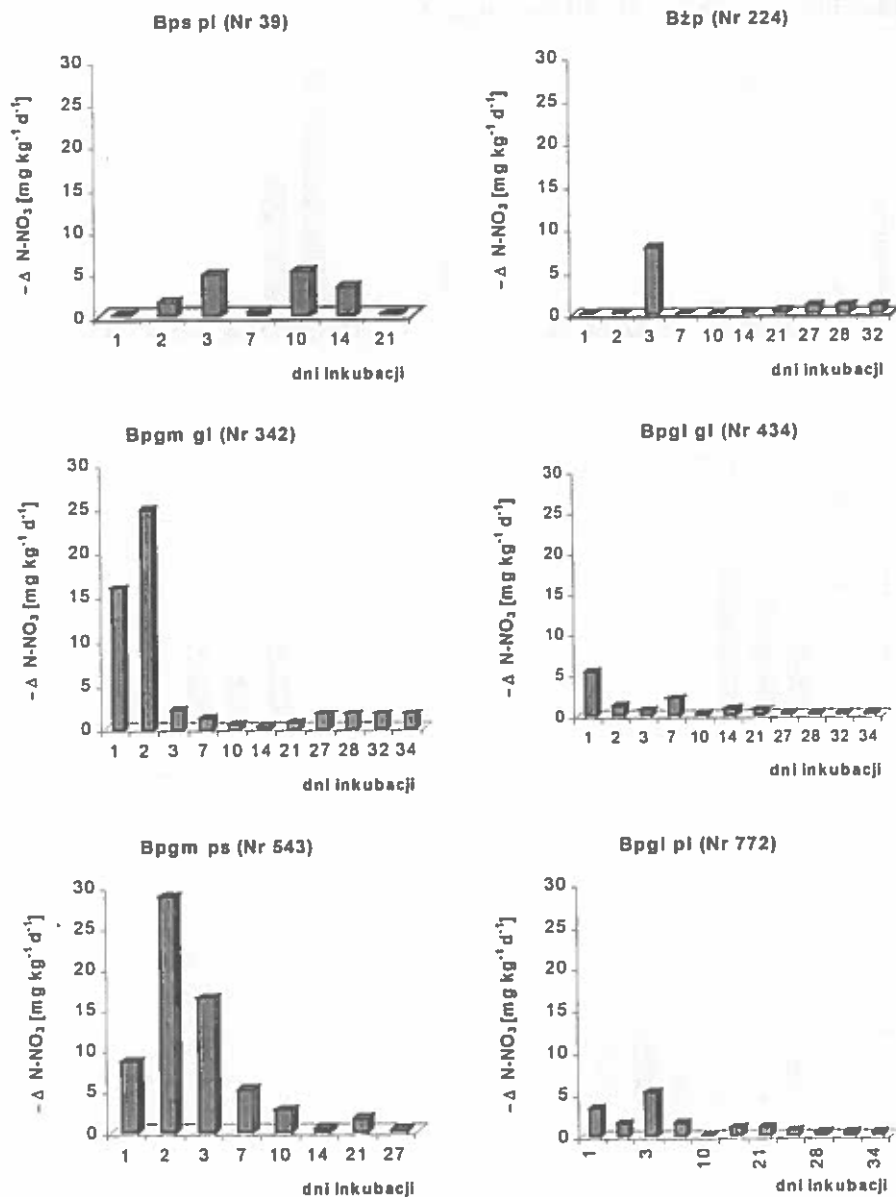 Bps pl (Nr 39)
– Δ N-NO₃ [mg kg⁻¹ d⁻¹]
30
25
20
15
10
5
0
1 2 3 7 10 14 21
dni inkubacji
Bżp (Nr 224)
– Δ N-NO₃ [mg kg⁻¹ d⁻¹]
30
25
20
15
10
5
0
1 2 3 7 10 14 21 27 28 32
dni inkubacji
Bpgm gl (Nr 342)
– Δ N-NO₃ [mg kg⁻¹ d⁻¹]
30
25
20
15
10
5
0
1 2 3 7 10 14 21 27 28 32 34
dni inkubacji
Bpgl gl (Nr 434)
– Δ N-NO₃ [mg kg⁻¹ d⁻¹]
30
25
20
15
10
5
0
1 2 3 7 10 14 21 27 28 32 34
dni inkubacji
Bpgm ps (Nr 543)
– Δ N-NO₃ [mg kg⁻¹ d⁻¹]
30
25
20
15
10
5
0
1 2 3 7 10 14 21 27
dni inkubacji
Bpgl pl (Nr 772)
– Δ N-NO₃ [mg kg⁻¹ d⁻¹]
30
25
20
15
10
5
0
1 3 10 21 28 34
dni inkubacji